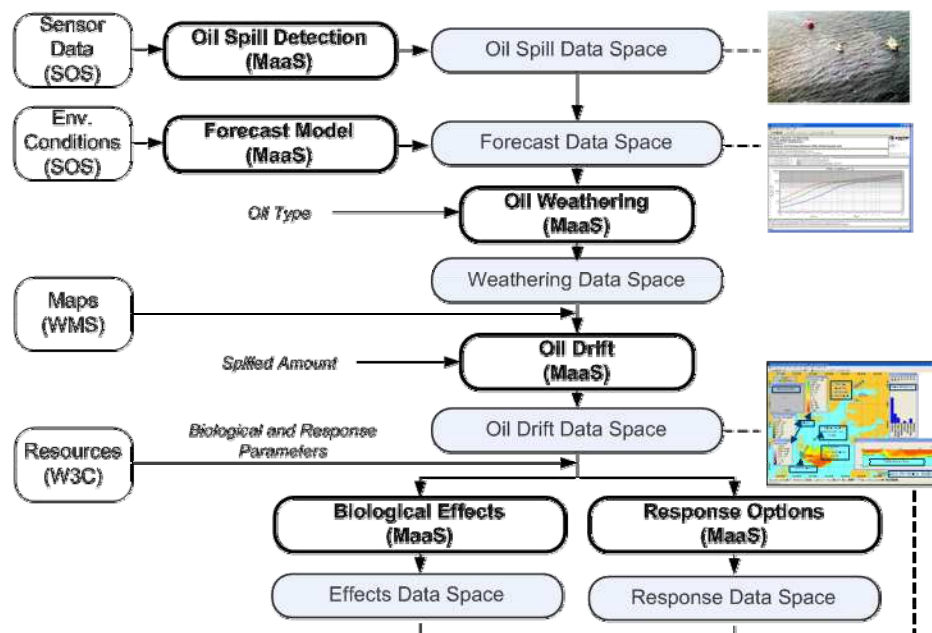 Sensor
Data
(SOS)
Oil Spill Detection
(MaaS)
Oil Spill Data Space
Env.
Conditions
(SOS)
Forecast Model
(MaaS)
Forecast Data Space
Oil Type
Oil Weathering
(MaaS)
Weathering Data Space
Maps
(WMS)
Spilled Amount
Oil Drift
(MaaS)
Oil Drift Data Space
Biological and Response
Parameters
Resources
(W3C)
Biological Effects
(MaaS)
Response Options
(MaaS)
Effects Data Space
Response Data Space